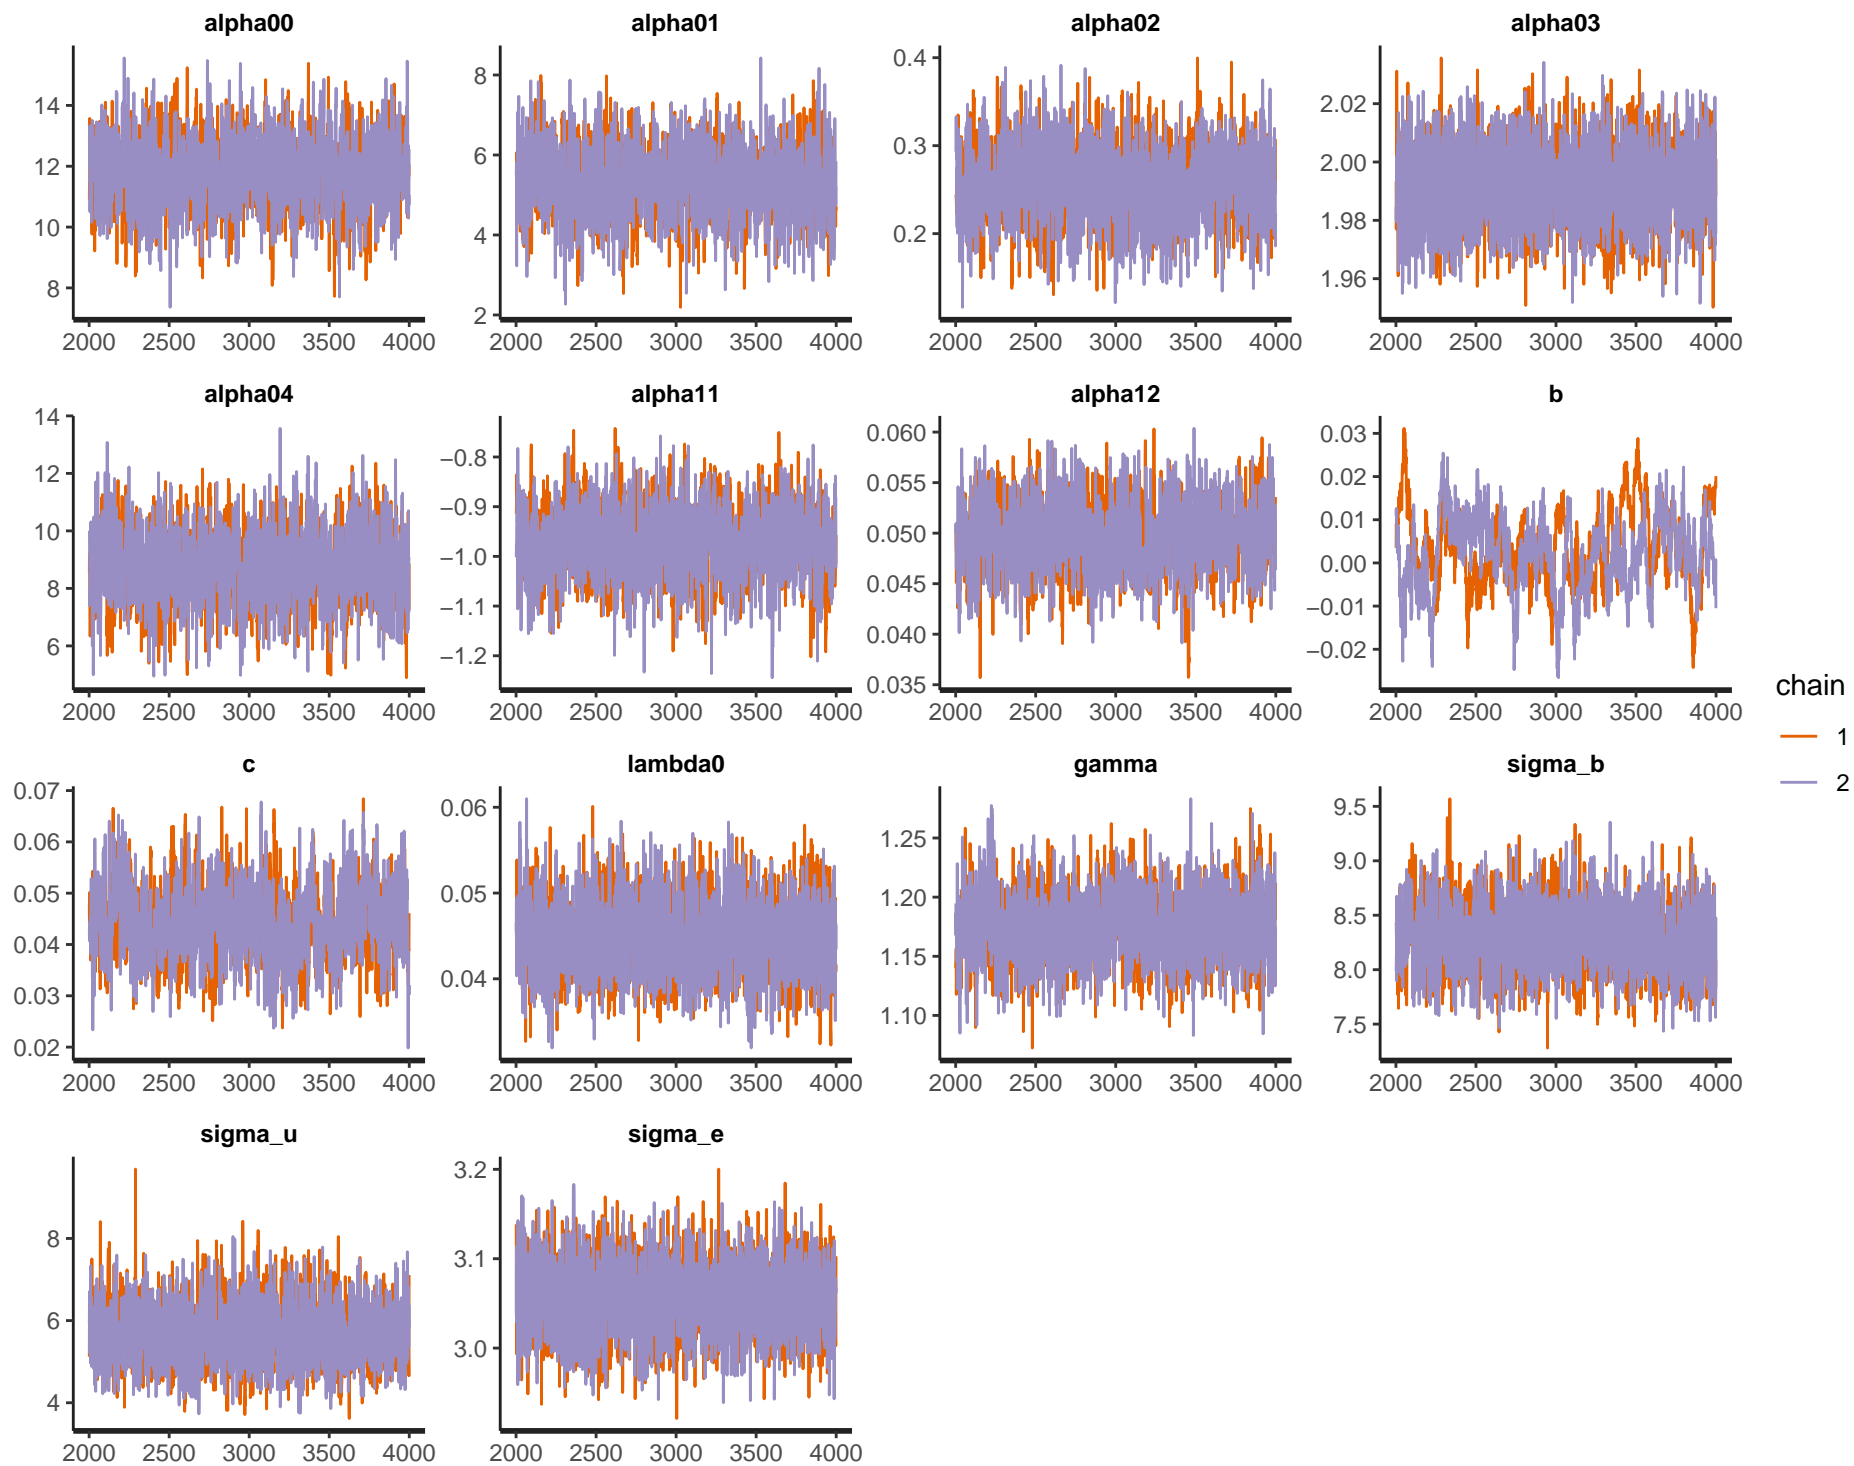 alpha00 alpha01 alpha02 alpha03
14 12 10 8
8 6 4 2
0.4 0.3 0.2
2.02 2.00 1.98 1.96
2000 2500 3000 3500 4000 2000 2500 3000 3500 4000 2000 2500 3000 3500 4000 2000 2500 3000 3500 4000
alpha04 alpha11 alpha12 b
14 12 10 8 6
−0.8 −0.9 −1.0 −1.1 −1.2
0.060 0.055 0.050 0.045 0.040 0.035
0.03 0.02 0.01 0.00 −0.01 −0.02
2000 2500 3000 3500 4000 2000 2500 3000 3500 4000 2000 2500 3000 3500 4000 2000 2500 3000 3500 4000
chain
1
2
c lambda0 gamma sigma_b
0.07 0.06 0.05 0.04 0.03 0.02
0.06 0.05 0.04
1.25 1.20 1.15 1.10
9.5 9.0 8.5 8.0 7.5
2000 2500 3000 3500 4000 2000 2500 3000 3500 4000 2000 2500 3000 3500 4000 2000 2500 3000 3500 4000
sigma_u sigma_e
8 6 4
3.2 3.1 3.0
2000 2500 3000 3500 4000 2000 2500 3000 3500 4000